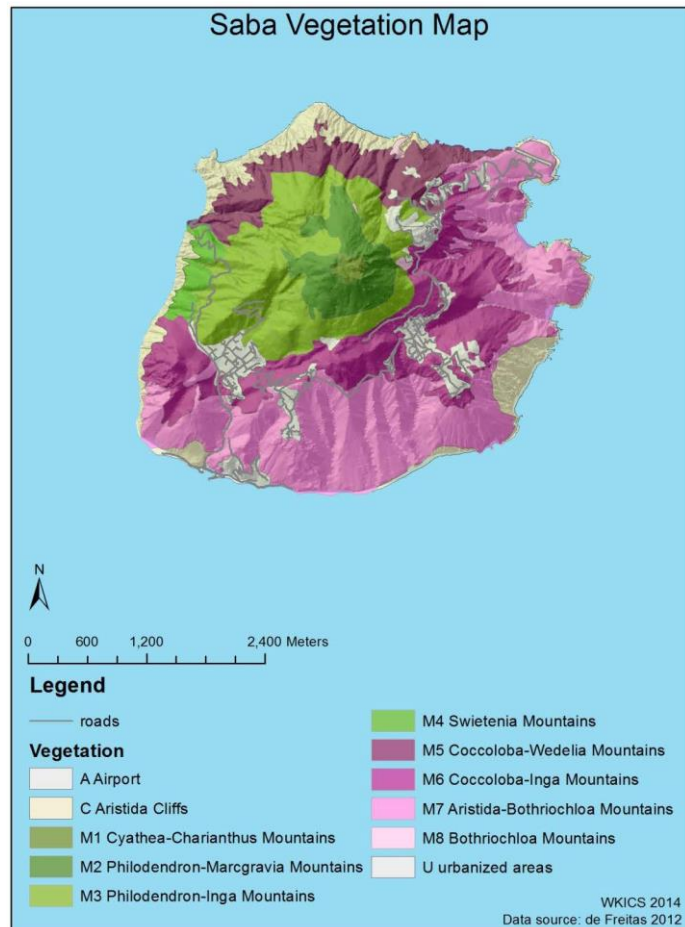 Saba Vegetation Map
N
0 600 1,200 2,400 Meters
Legend
roads
Vegetation
A Airport
C Aristida Cliffs
M1 Cyathea-Charianthus Mountains
M2 Philodendron-Marcgravia Mountains
M3 Philodendron-Inga Mountains
M4 Swietenia Mountains
M5 Coccoloba-Wedelia Mountains
M6 Coccoloba-Inga Mountains
M7 Aristida-Bothriochloa Mountains
M8 Bothriochloa Mountains
U urbanized areas
WKICS 2014
Data source: de Freitas 2012